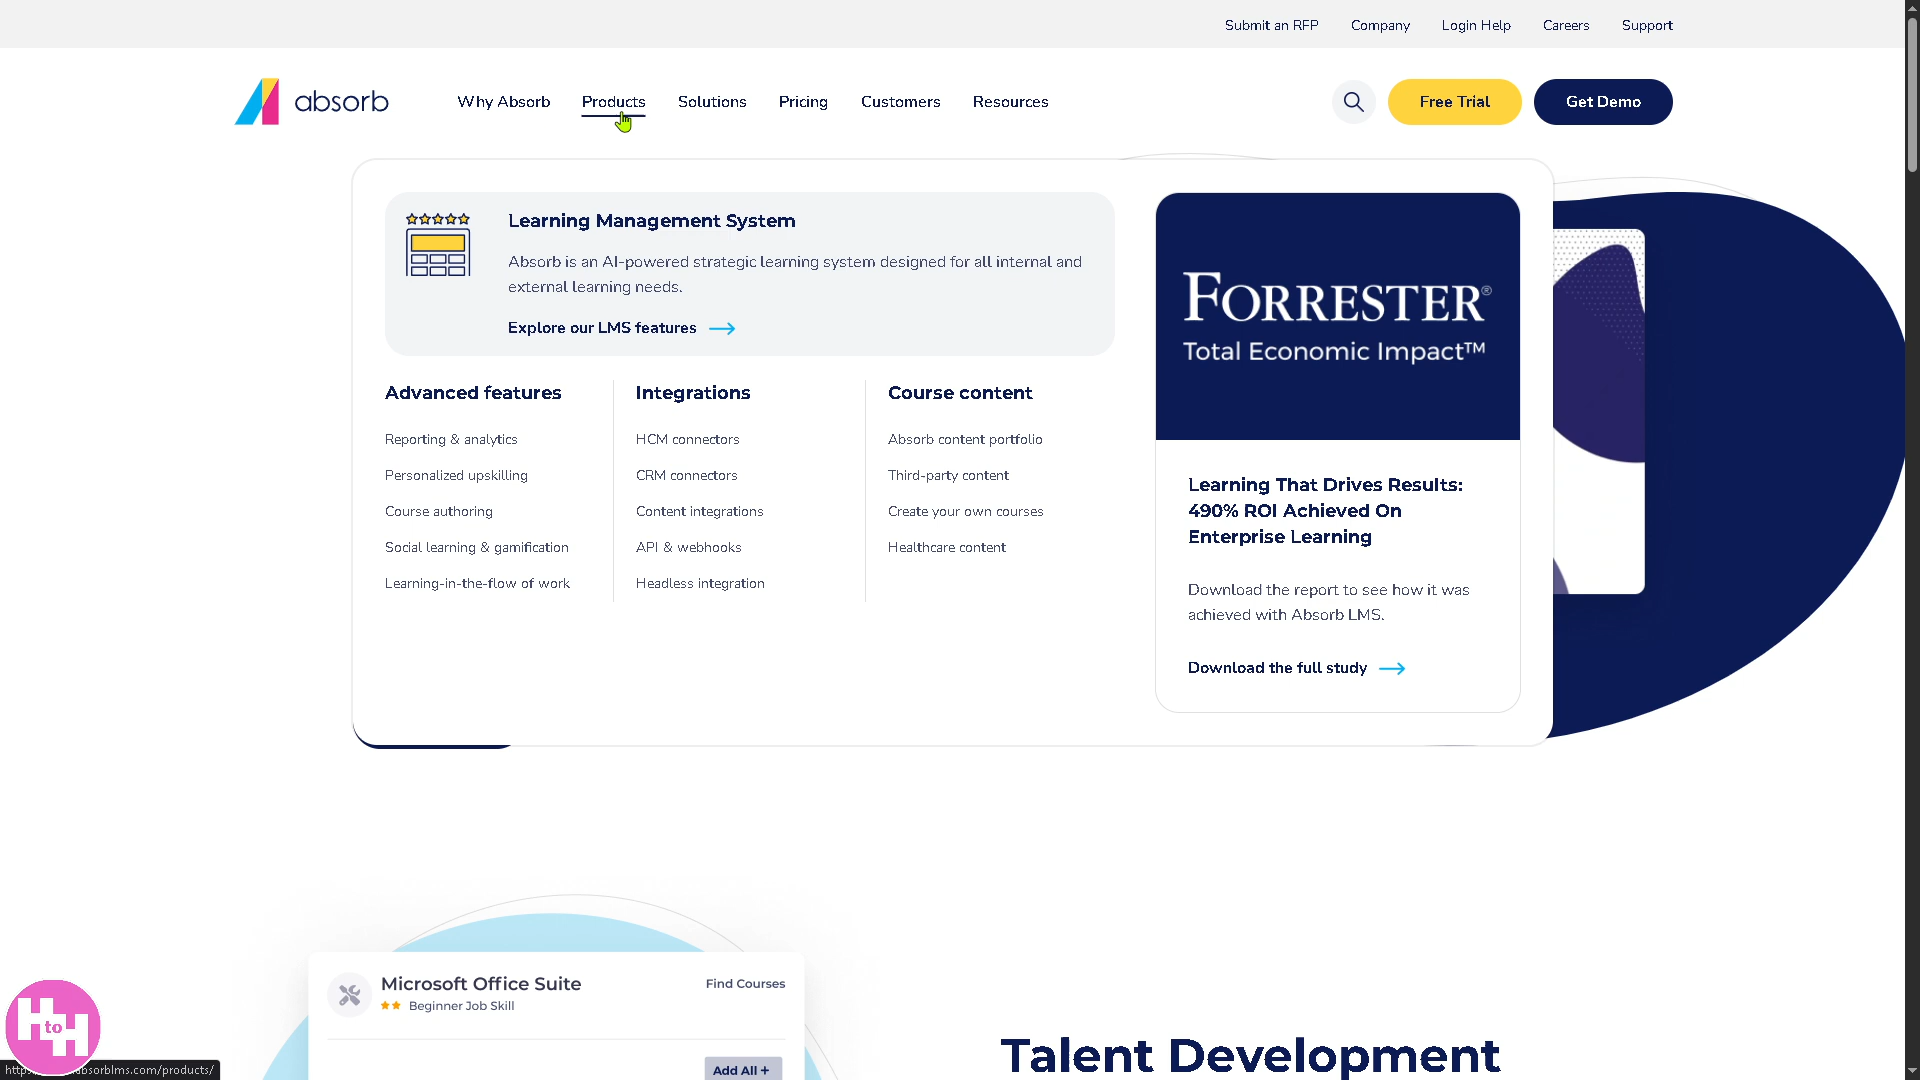 Submit an RFP Company Login Help Careers Support
absorb Why Absorb Products Solutions Pricing Customers Resources Free Trial Get Demo
Learning Management System
Absorb is an AI-powered strategic learning system designed for all internal and
external learning needs.
Explore our LMS features
Advanced features
Reporting & analytics
Personalized upskilling
Course authoring
Social learning & gamification
Learning-in-the-flow of work
Integrations
HCM connectors
CRM connectors
Content integrations
API & webhooks
Headless integration
Course content
Absorb content portfolio
Third-party content
Create your own courses
Healthcare content
FORRESTER®
Total Economic Impact™
Learning That Drives Results:
490% ROI Achieved On
Enterprise Learning
Download the report to see how it was
achieved with Absorb LMS.
Download the full study
Microsoft Office Suite
Beginner Job Skill
Find Courses
Add All +
Talent Development
H to H
absorblms.com/products/